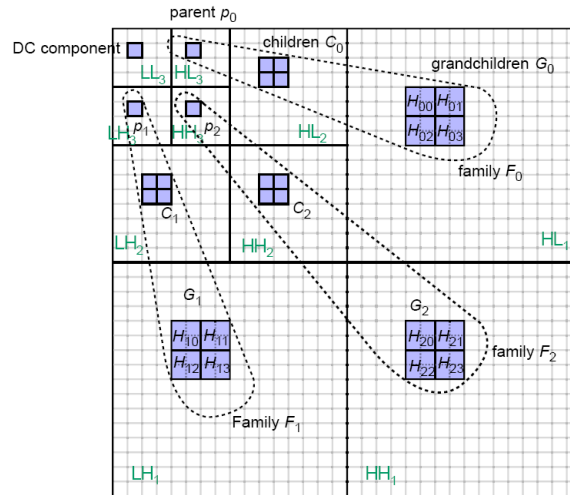 parent p₀
DC component
children C₀
grandchildren G₀
LL₃
HL₃
H₀₀ H₀₁
H₀₂ H₀₃
p₁
p₂
LH₃
HH₃
HL₂
family F₀
C₁
C₂
LH₂
HH₂
HL₁
G₁
G₂
H₁₀ H₁₁
H₁₂ H₁₃
H₂₀ H₂₁
H₂₂ H₂₃
family F₂
Family F₁
LH₁
HH₁